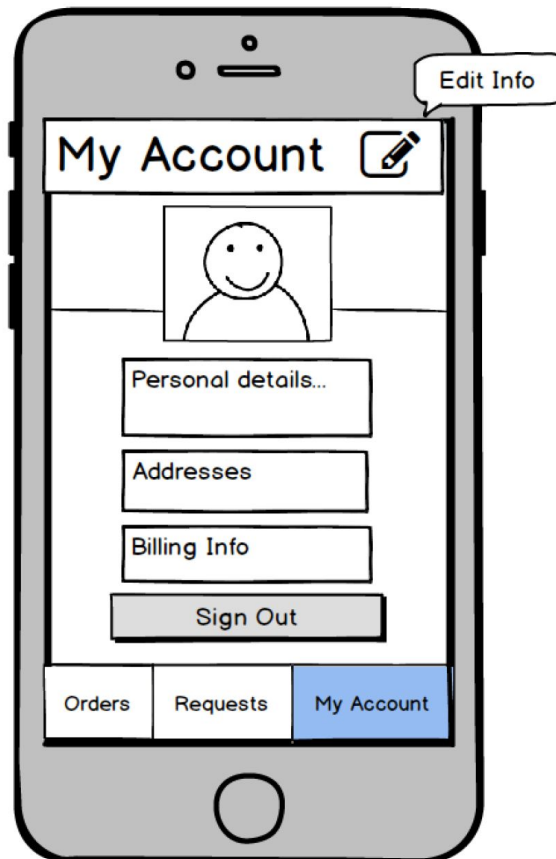 Edit Info
My Account
Personal details...
Addresses
Billing Info
Sign Out
Orders Requests My Account